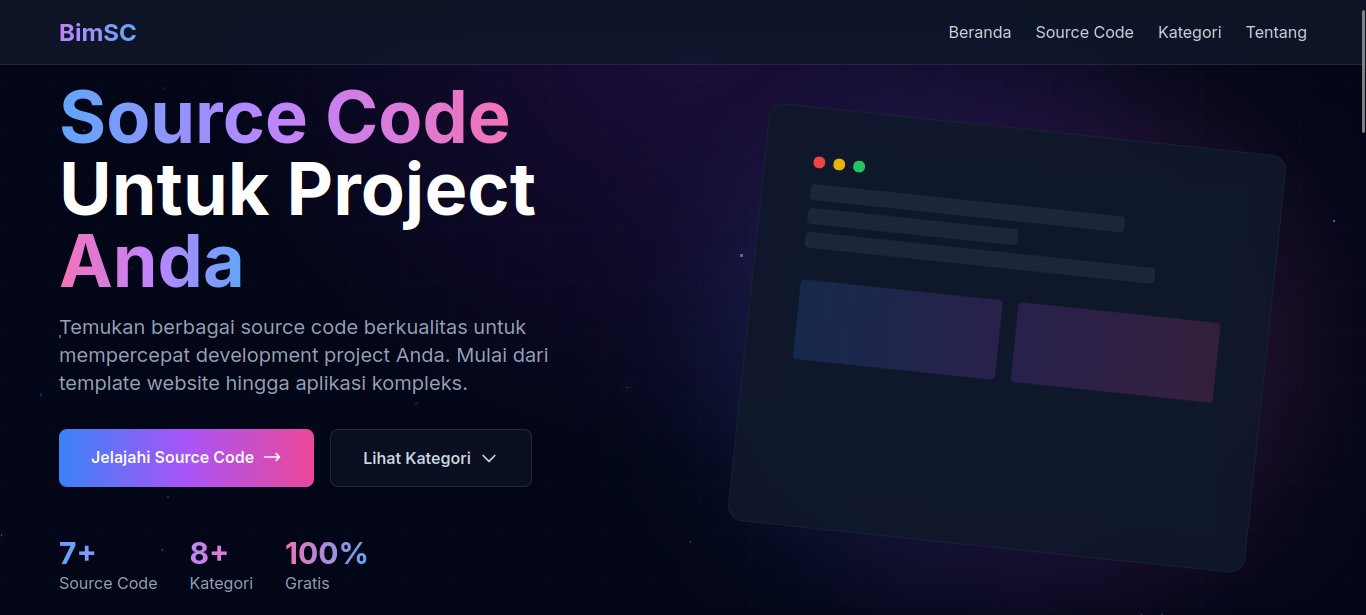 BimSC
Beranda Source Code Kategori Tentang
Source Code
Untuk Project
Anda
Temukan berbagai source code berkualitas untuk
mempercepat development project Anda. Mulai dari
template website hingga aplikasi kompleks.
Jelajahi Source Code →
Lihat Kategori
7+ 8+ 100%
Source Code Kategori Gratis